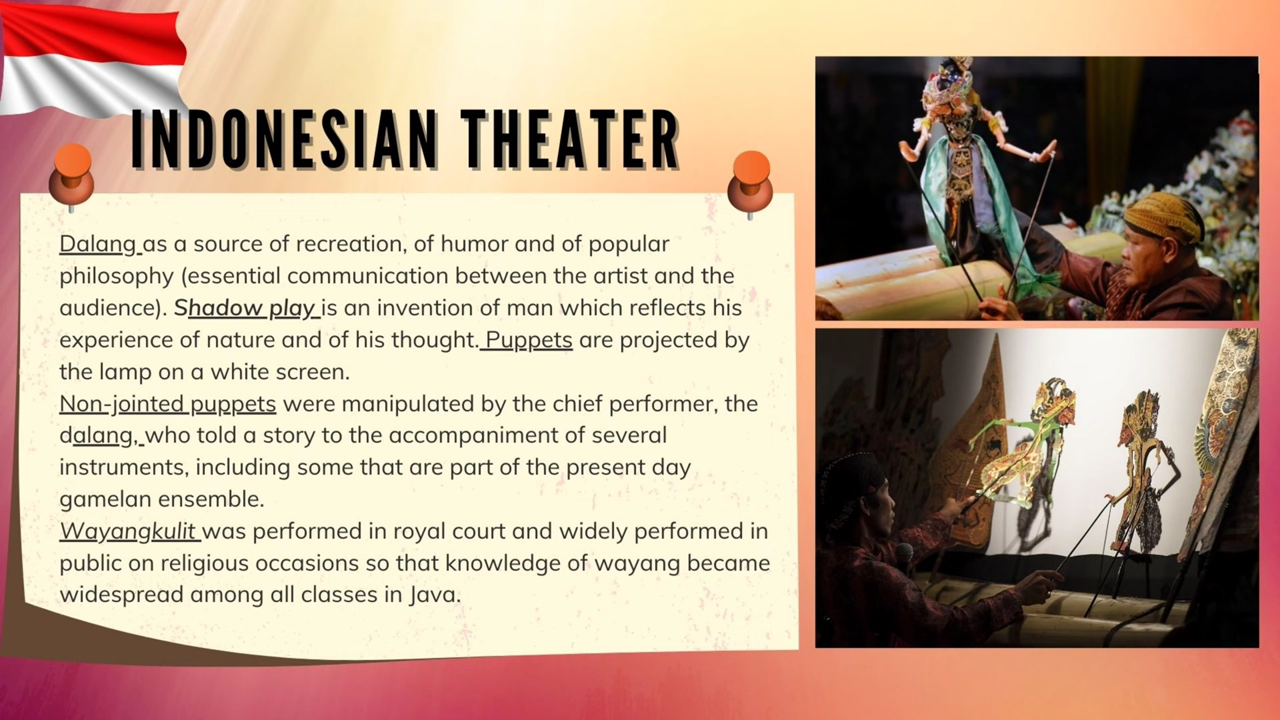 INDONESIAN THEATER
Dalang as a source of recreation, of humor and of popular
philosophy (essential communication between the artist and the
audience). Shadow play is an invention of man which reflects his
experience of nature and of his thought. Puppets are projected by
the lamp on a white screen.
Non-jointed puppets were manipulated by the chief performer, the
dalang, who told a story to the accompaniment of several
instruments, including some that are part of the present day
gamelan ensemble.
Wayangkulit was performed in royal court and widely performed in
public on religious occasions so that knowledge of wayang became
widespread among all classes in Java.